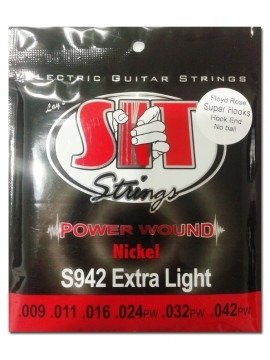 ELECTRIC GUITAR STRINGS
SIT
Strings
Floyd Rose
Super Hooks
Hook End
No ball
POWER WOUND
Nickel
S942 Extra Light
.009 .011 .016 .024PW .032PW .042PW